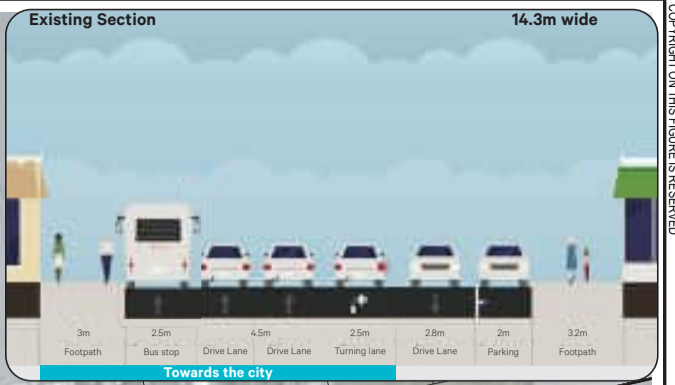 Existing Section
14.3m wide
3m
2.5m
4.5m
2.5m
2.8m
2m
3.2m
Footpath
Bus stop
Drive Lane
Drive Lane
Turning lane
Drive Lane
Parking
Footpath
Towards the city
COPYRIGHT ON THIS FIGURE IS RESERVED